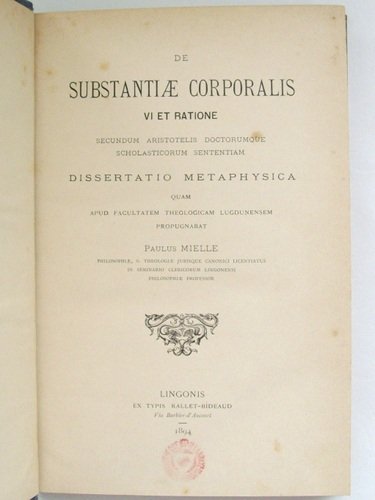 DE
SUBSTANTIÆ CORPORALIS
VI ET RATIONE
SECUNDUM ARISTOTELIS DOCTORUMQUE
SCHOLASTICORUM SENTENTIAM
DISSERTATIO METAPHYSICA
QUAM
APUD FACULTATEM THEOLOGICAM LUGDUNENSEM
PROPUGNABAT
PAULUS MIELLE
PHILOSOPHIÆ, S. THEOLOGIÆ JURISQUE CANONICI LICENTIATUS
IN SEMINARIO CLERICORUM LINGONENSI
PHILOSOPHIÆ PROFESSOR
LINGONIS
EX TYPIS RALLET-BIDEAUD
Via Barbier-d'Aucourt
1894